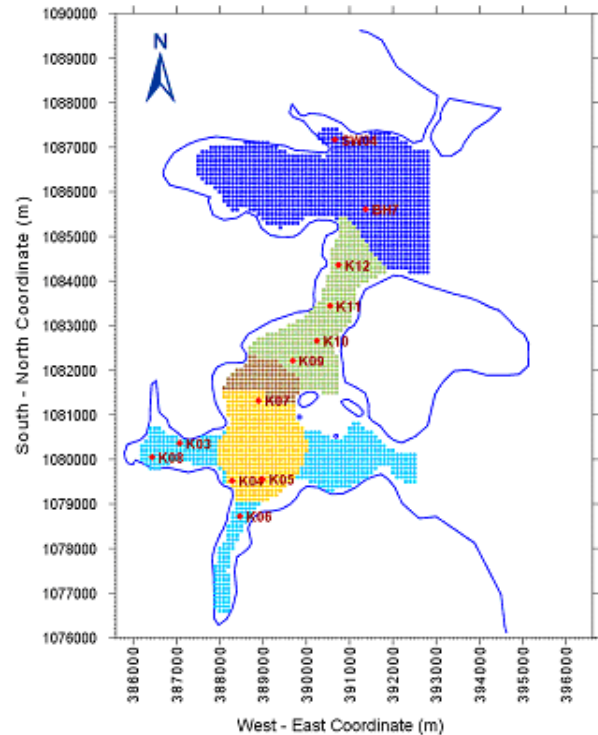 1090000
1089000
N
1088000
SW04
1087000
1086000
BH7
1085000
K12
1084000
K11
1083000
K10
K09
1082000
K07
1081000
K03
K08
1080000
K04
K05
1079000
K06
1078000
1077000
1076000
South - North Coordinate (m)
386000
387000
388000
389000
390000
391000
392000
393000
394000
395000
396000
West - East Coordinate (m)